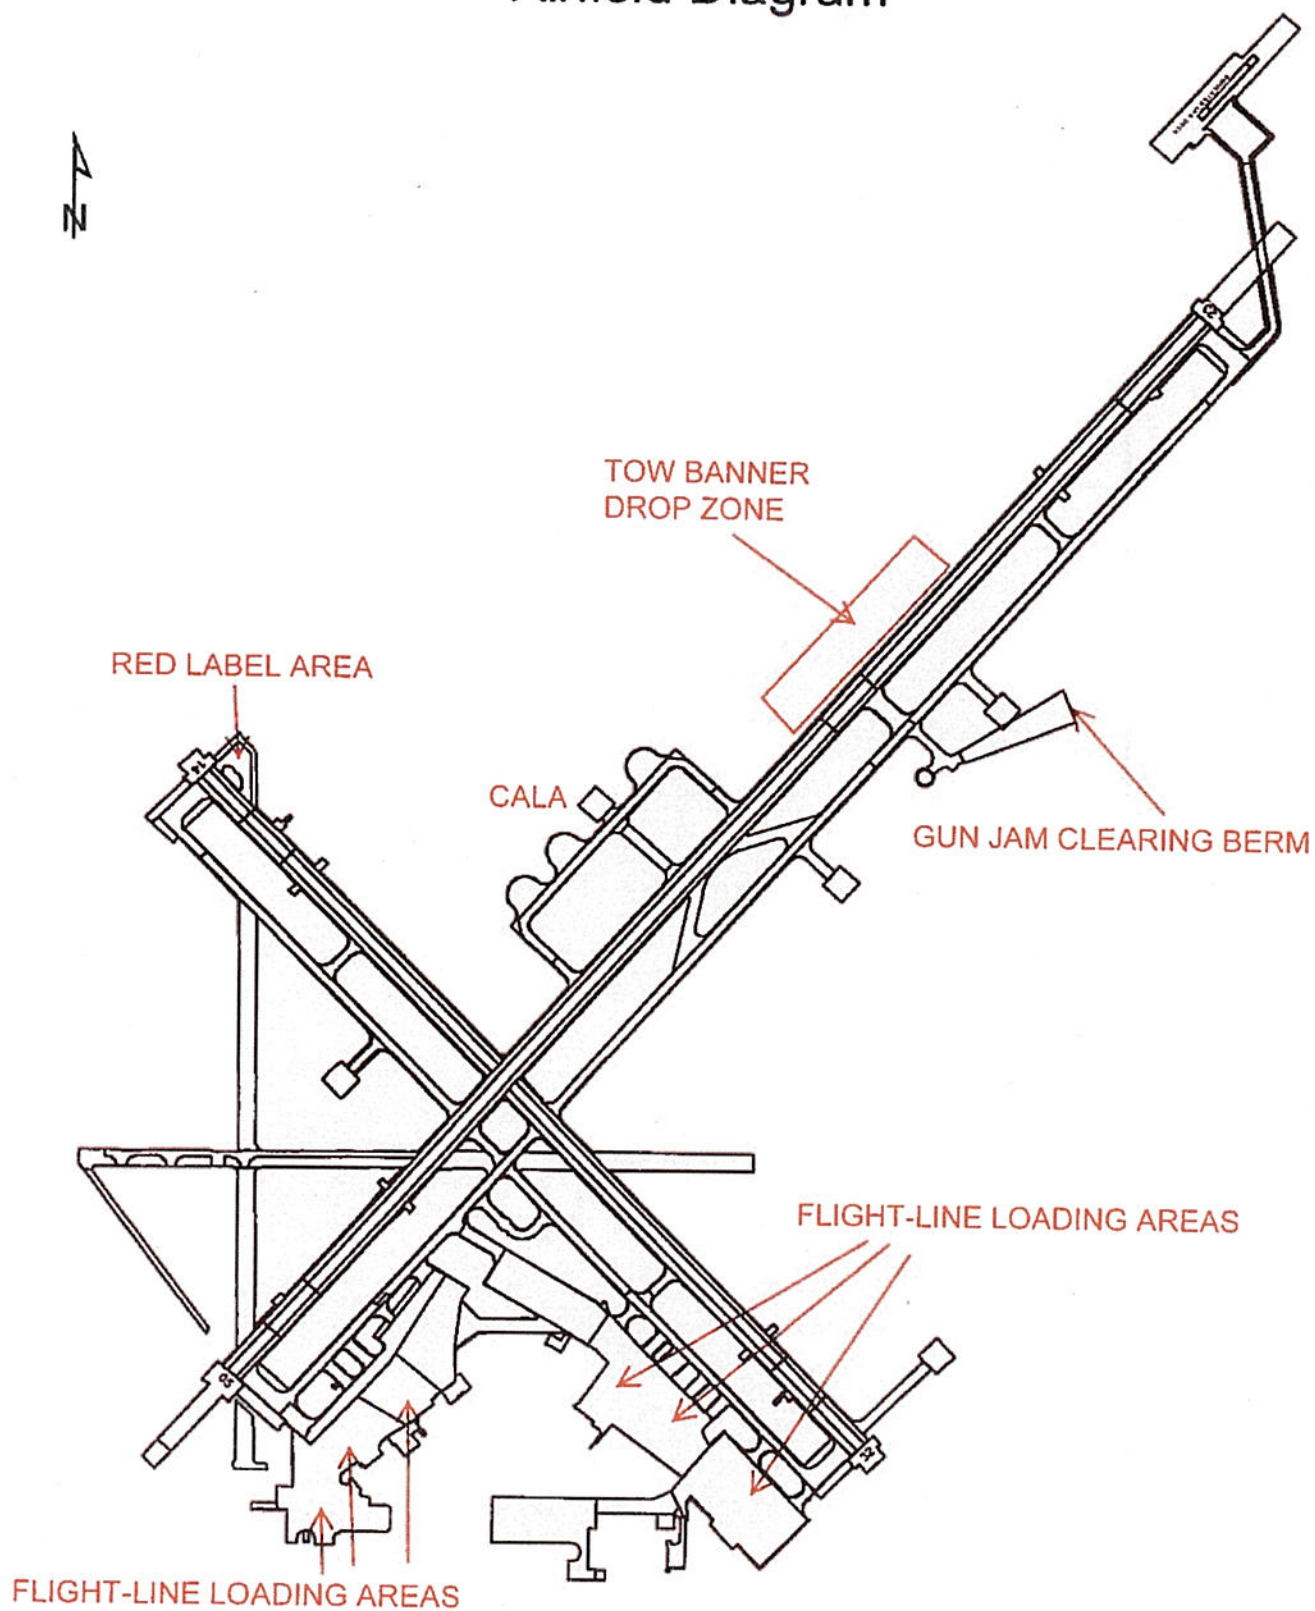 Airfield Diagram
N
23
TOW BANNER
DROP ZONE
RED LABEL AREA
14
CALA
GUN JAM CLEARING BERM
FLIGHT-LINE LOADING AREAS
05
32
FLIGHT-LINE LOADING AREAS